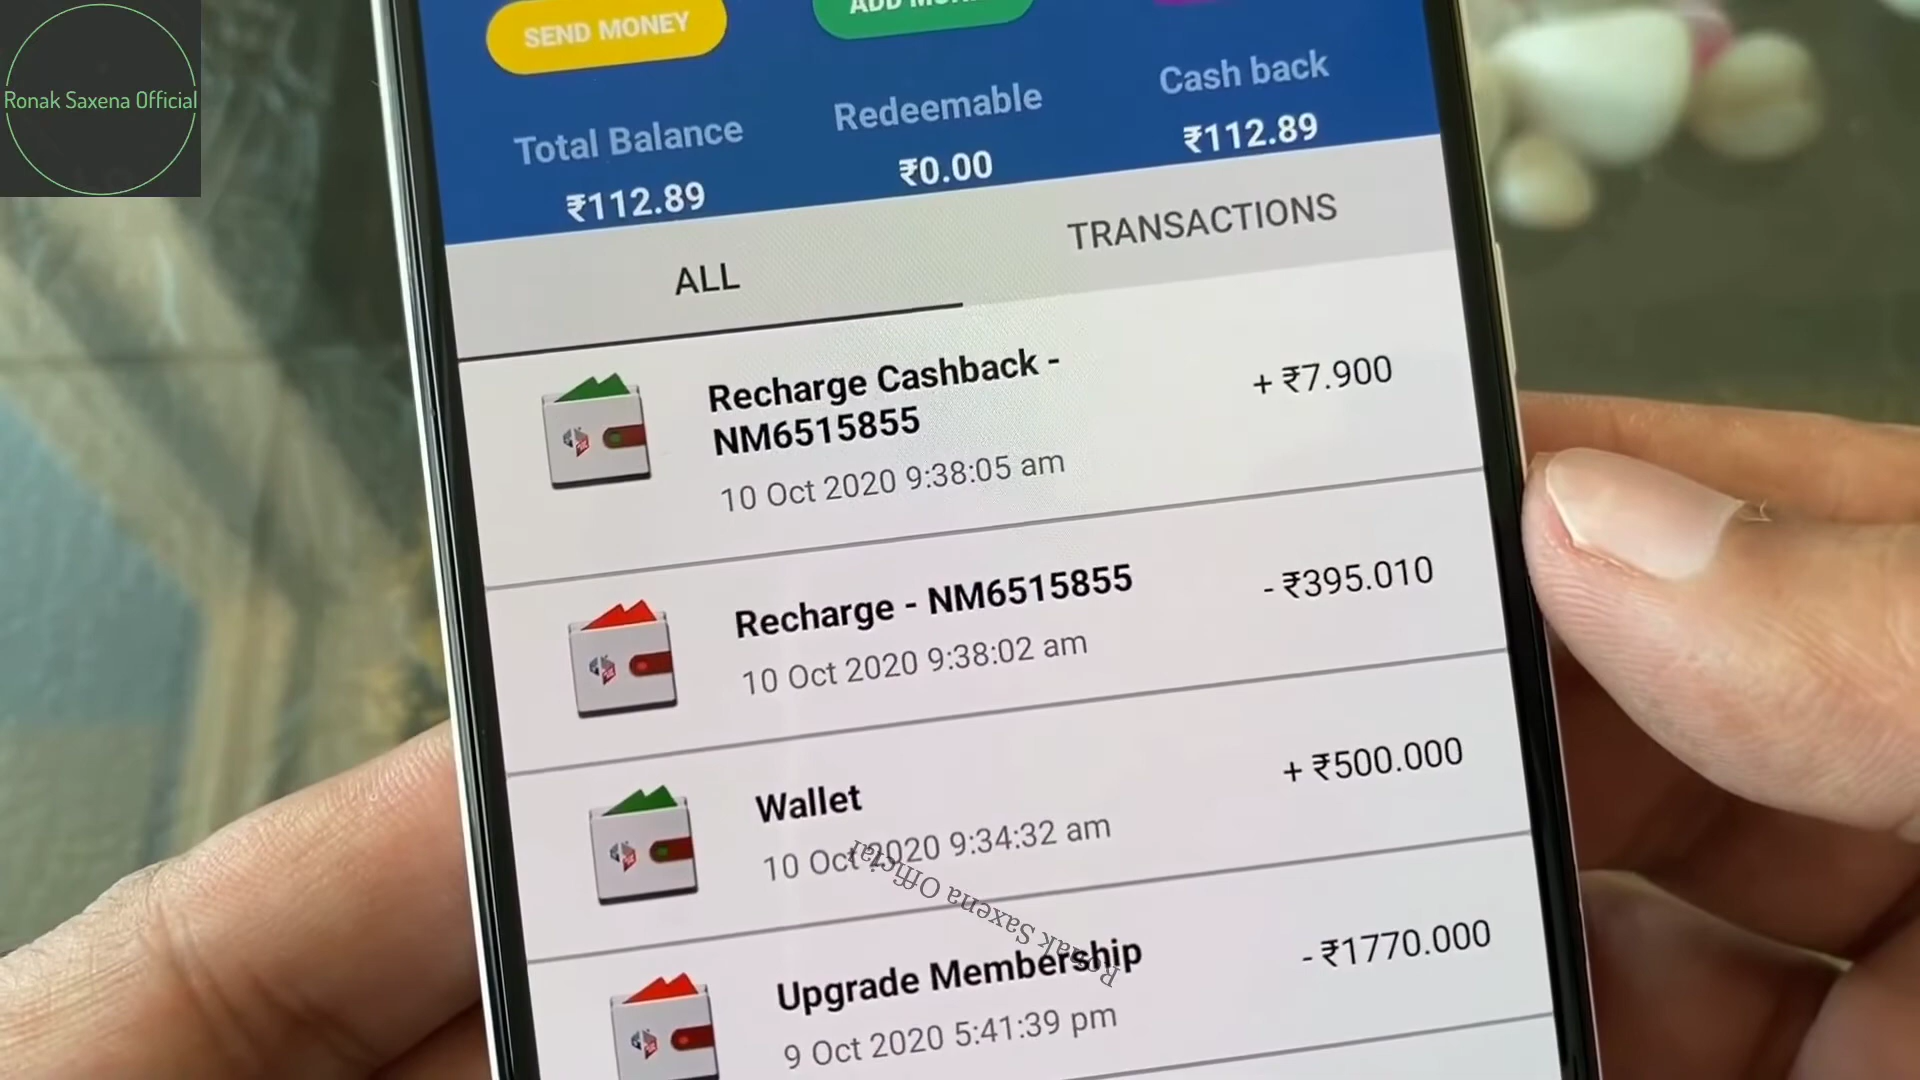 Ronak Saxena Official
SEND MONEY
Total Balance
₹112.89
Redeemable
₹0.00
Cash back
₹112.89
ALL
TRANSACTIONS
Recharge Cashback -
NM6515855
10 Oct 2020 9:38:05 am
+ ₹7.900
Recharge - NM6515855
10 Oct 2020 9:38:02 am
- ₹395.010
Wallet
10 Oct 2020 9:34:32 am
+ ₹500.000
Ronak Saxena Official
Upgrade Membership
9 Oct 2020 5:41:39 pm
- ₹1770.000